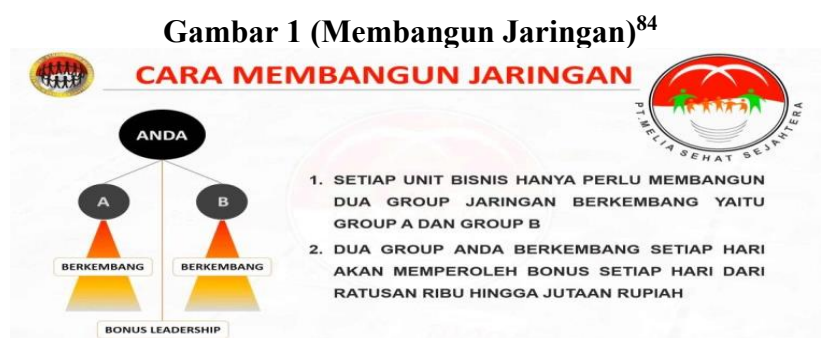 Gambar 1 (Membangun Jaringan)84
CARA MEMBANGUN JARINGAN
ANDA
A
B
BERKEMBANG
BERKEMBANG
BONUS LEADERSHIP
PT. MELIA SEHAT SEJAHTERA
1. SETIAP UNIT BISNIS HANYA PERLU MEMBANGUN
DUA GROUP JARINGAN BERKEMBANG YAITU
GROUP A DAN GROUP B
2. DUA GROUP ANDA BERKEMBANG SETIAP HARI
AKAN MEMPEROLEH BONUS SETIAP HARI DARI
RATUSAN RIBU HINGGA JUTAAN RUPIAH